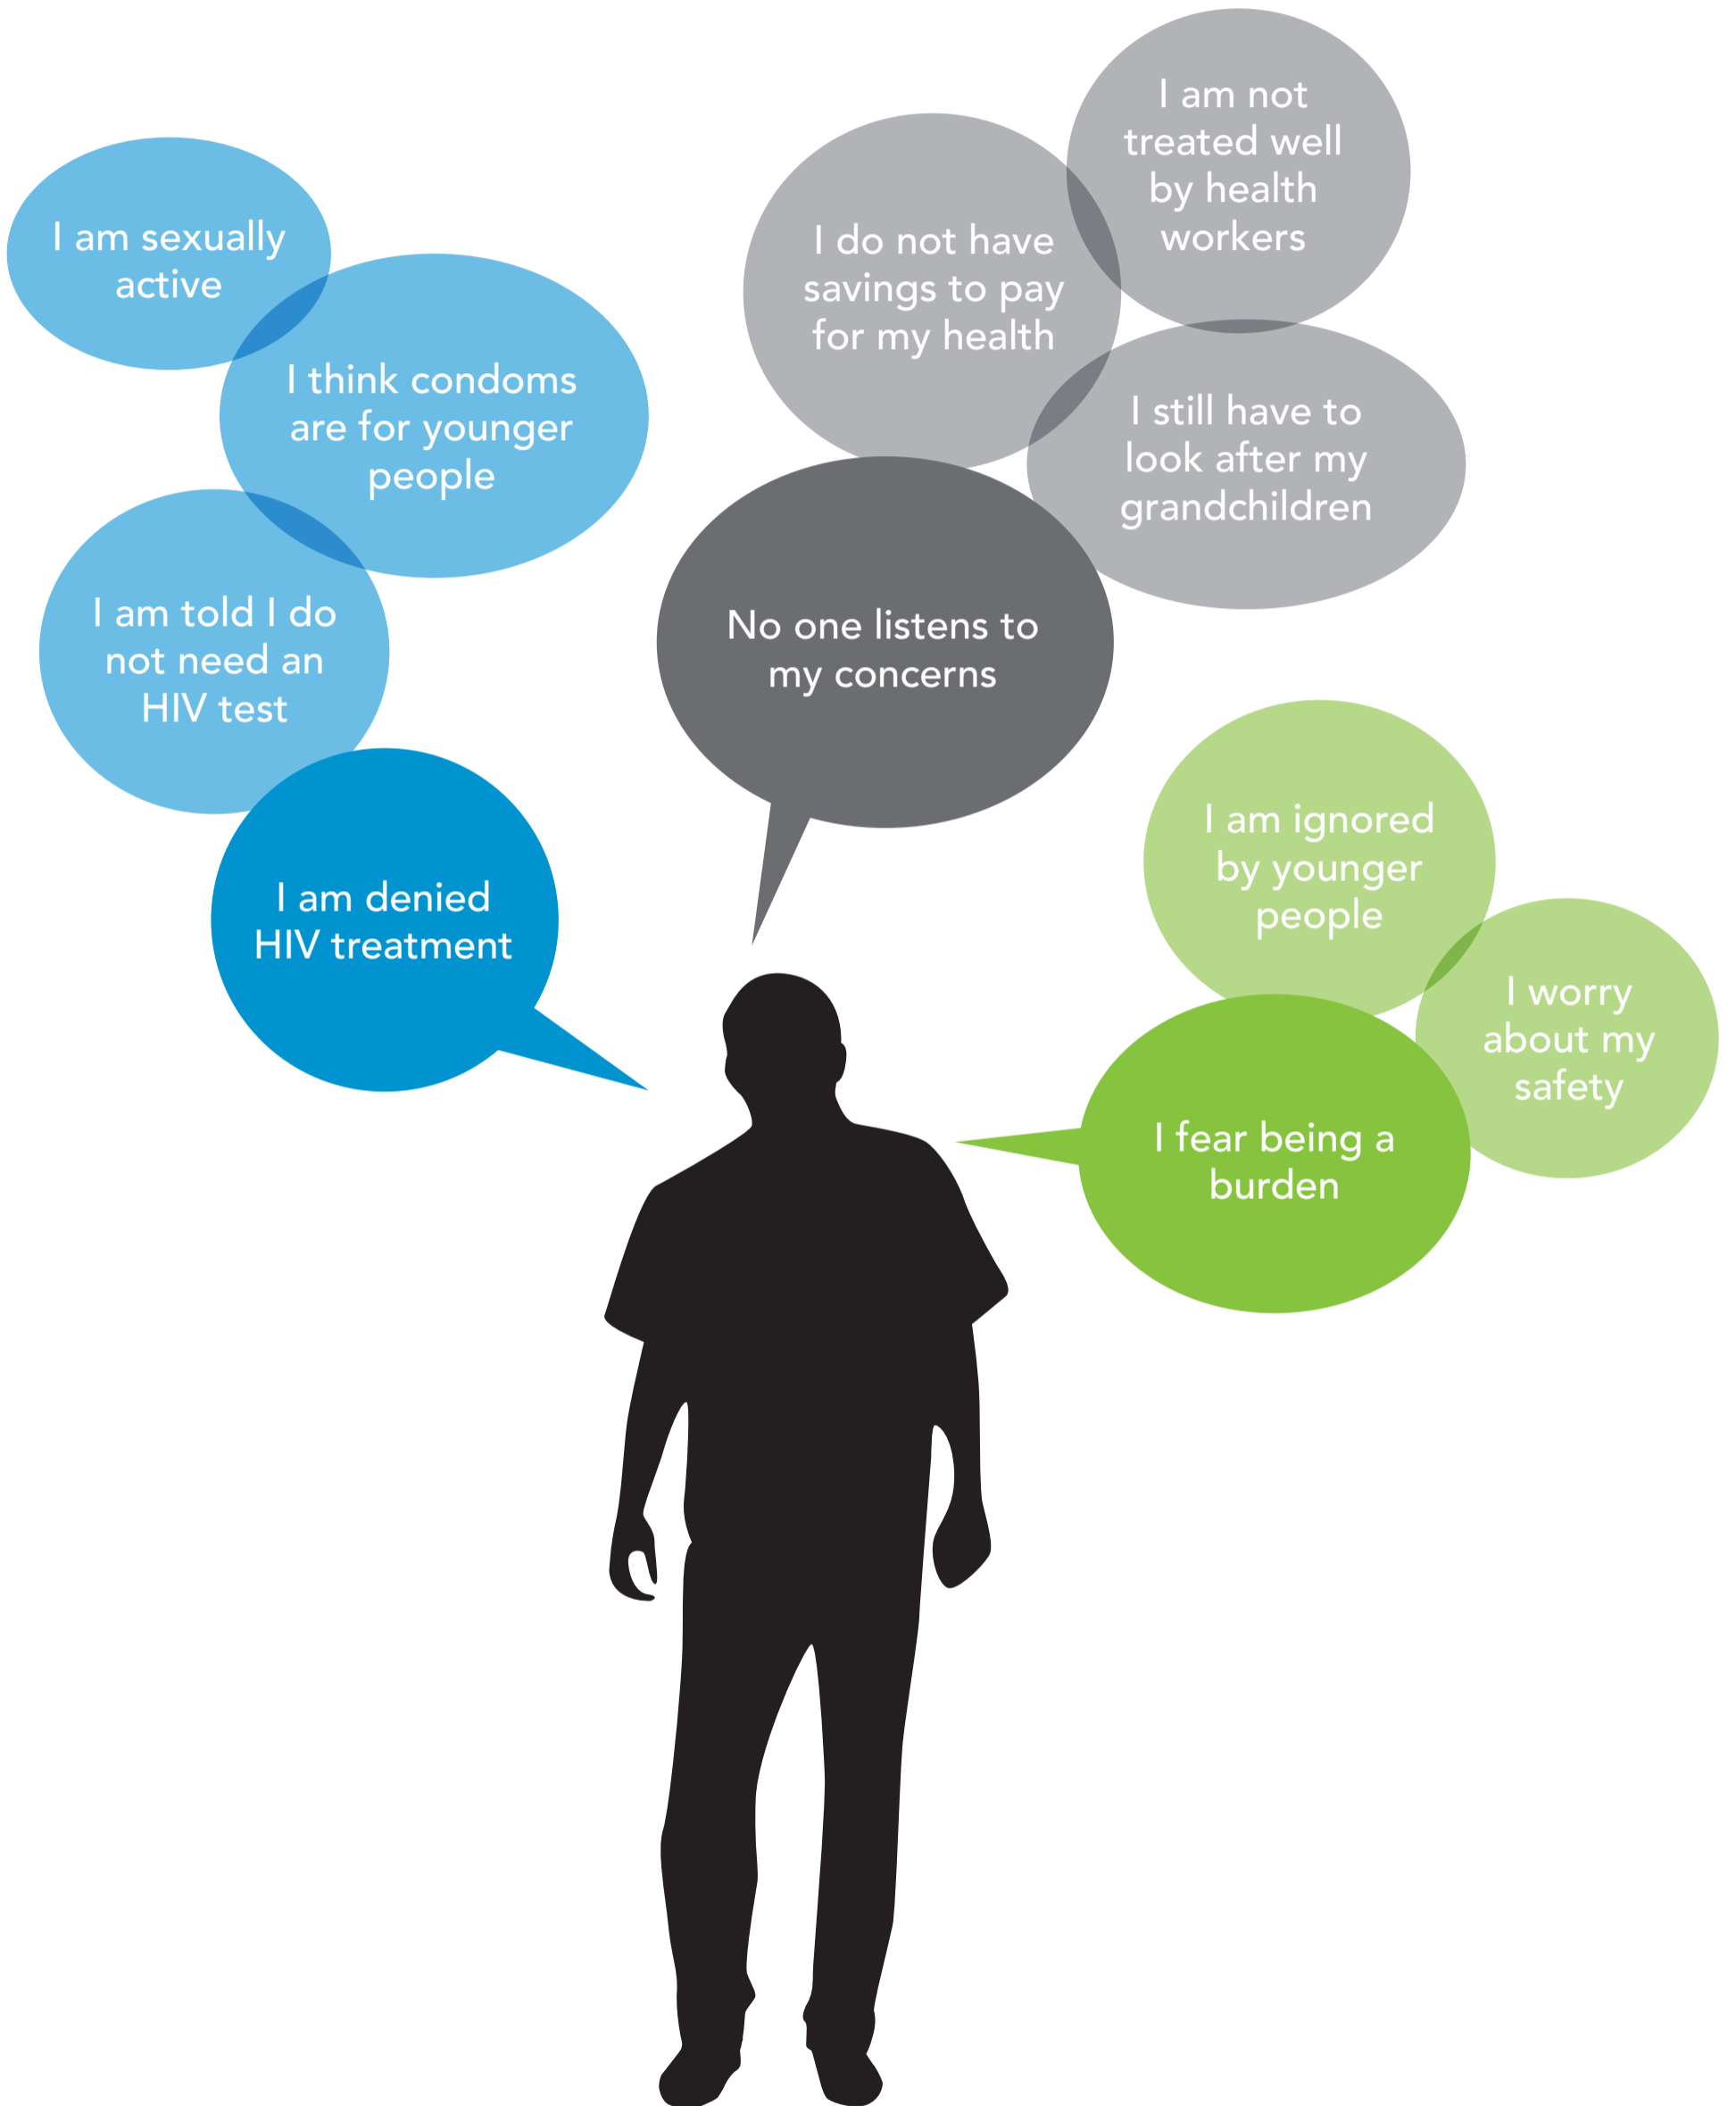 I am sexually
active
I think condoms
are for younger
people
I am told I do
not need an
HIV test
I am denied
HIV treatment
I am not
treated well
by health
workers
I do not have
savings to pay
for my health
I still have to
look after my
grandchildren
No one listens to
my concerns
I am ignored
by younger
people
I worry
about my
safety
I fear being a
burden